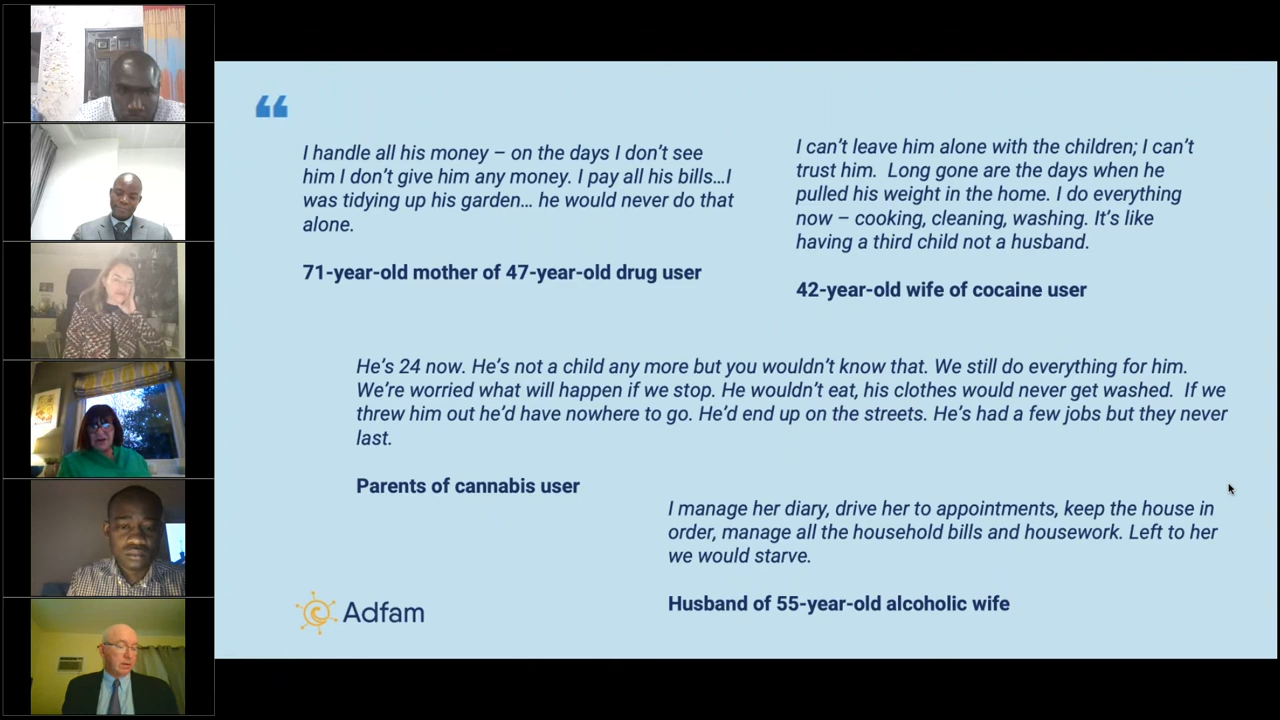 “
I handle all his money – on the days I don’t see
him I don’t give him any money. I pay all his bills…I
was tidying up his garden… he would never do that
alone.
71-year-old mother of 47-year-old drug user
I can’t leave him alone with the children; I can’t
trust him.  Long gone are the days when he
pulled his weight in the home. I do everything
now – cooking, cleaning, washing. It’s like
having a third child not a husband.
42-year-old wife of cocaine user
He’s 24 now. He’s not a child any more but you wouldn’t know that. We still do everything for him.
We’re worried what will happen if we stop. He wouldn’t eat, his clothes would never get washed.  If we
threw him out he’d have nowhere to go. He’d end up on the streets. He’s had a few jobs but they never
last.
Parents of cannabis user
I manage her diary, drive her to appointments, keep the house in
order, manage all the household bills and housework. Left to her
we would starve.
Husband of 55-year-old alcoholic wife
Adfam